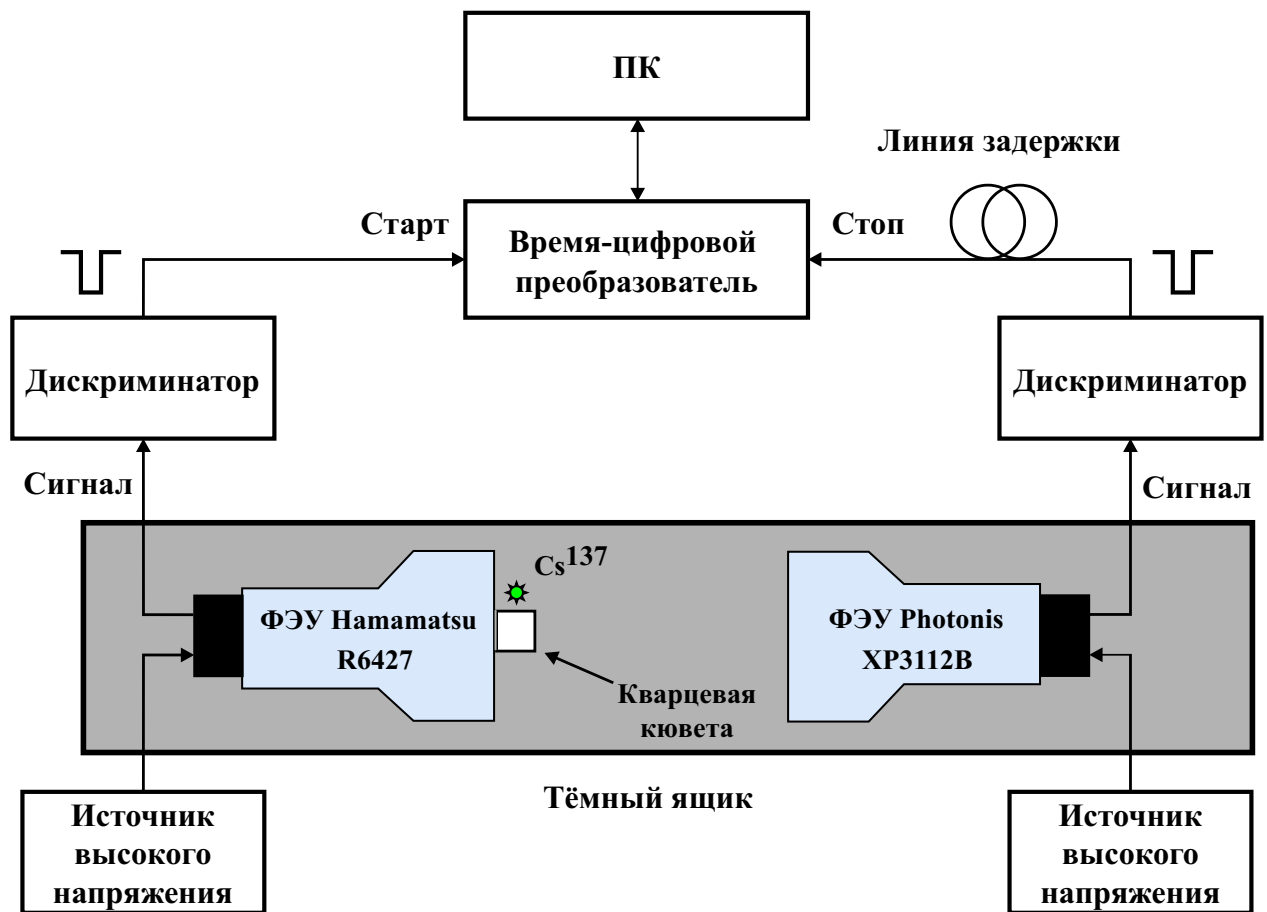 ПК
Линия задержки
Старт
Время-цифровой
преобразователь
Стоп
Дискриминатор
Дискриминатор
Сигнал
Сигнал
Cs137
ФЭУ Hamamatsu
R6427
ФЭУ Photonis
XP3112B
Кварцевая
кювета
Тёмный ящик
Источник
высокого
напряжения
Источник
высокого
напряжения